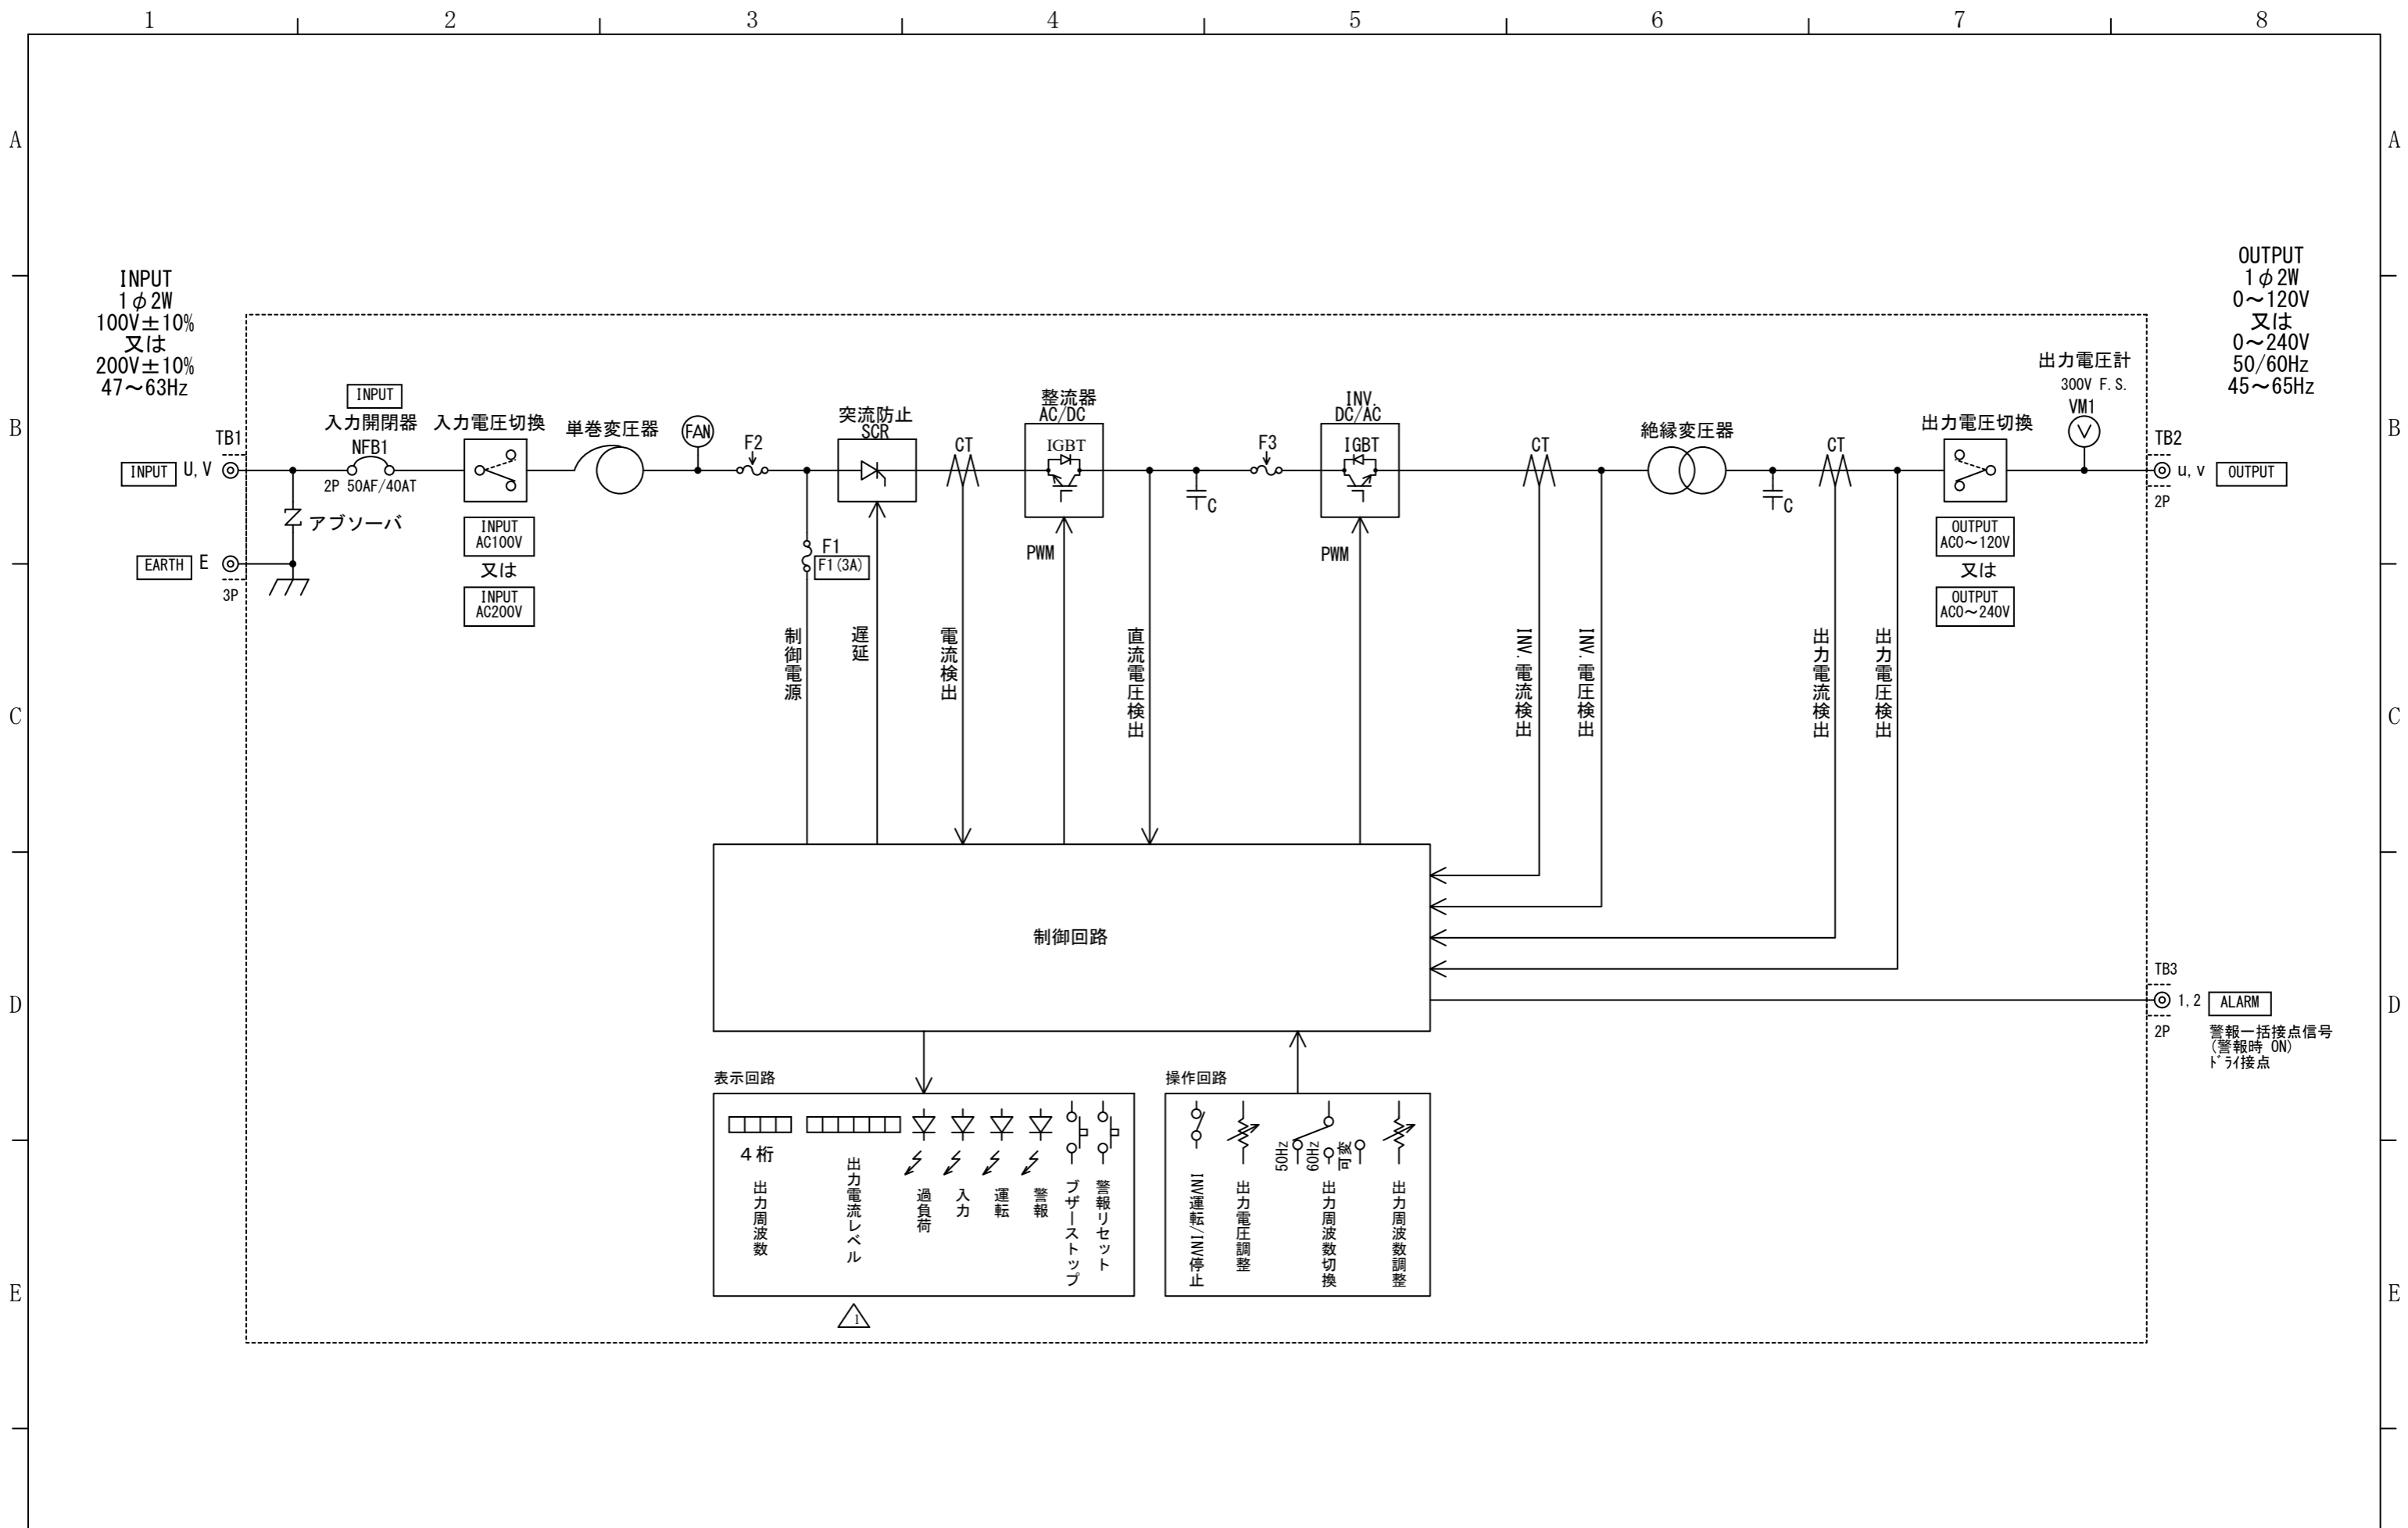 1 2 3 4 5 6 7 8
A A
B B
C C
D D
E E
INPUT
1φ2W
100V±10%
又は
200V±10%
47~63Hz
TB1
INPUT U,V
EARTH E
3P
アブソーバ
INPUT
入力開閉器
NFB1
2P 50AF/40AT
入力電圧切換
INPUT
AC100V
又は
INPUT
AC200V
単巻変圧器
FAN
F2
F1
F1(3A)
突流防止
SCR
CT
整流器
AC/DC
IGBT
PWM
C
F3
INV.
DC/AC
IGBT
PWM
CT
絶縁変圧器
C
CT
出力電圧切換
OUTPUT
AC0~120V
又は
OUTPUT
AC0~240V
出力電圧計
300V F.S.
VM1
V
OUTPUT
1φ2W
0~120V
又は
0~240V
50/60Hz
45~65Hz
TB2
u,v OUTPUT
2P
制御電源
遅延
電流検出
直流電圧検出
INV.電流検出
INV.電圧検出
出力電流検出
出力電圧検出
制御回路
TB3
1,2 ALARM
2P
警報一括接点信号
(警報時 ON)
ﾄﾞﾗｲ接点
表示回路
4桁
出力周波数
出力電流レベル
過負荷
入力
運転
警報
ブザーストップ
警報リセット
1
操作回路
INV運転/INV停止
出力電圧調整
50Hz
60Hz
可変
出力周波数切換
出力周波数調整